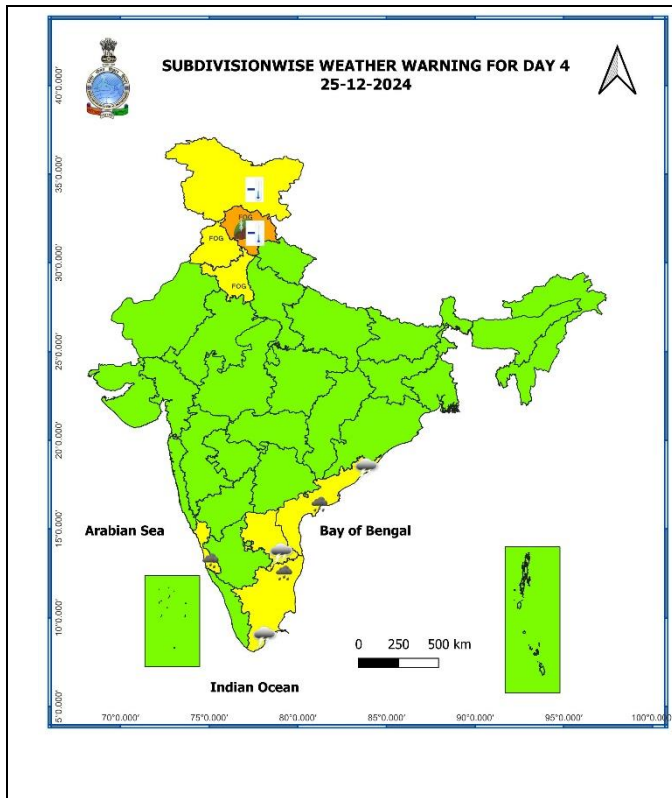 SUBDIVISIONWISE WEATHER WARNING FOR DAY 4
25-12-2024
40°0.000'
35°0.000'
30°0.000'
25°0.000'
20°0.000'
15°0.000'
10°0.000'
5°0.000'
FOG
FOG
FOG
Arabian Sea
Bay of Bengal
0 250 500 km
Indian Ocean
70°0.000' 75°0.000' 80°0.000' 85°0.000' 90°0.000' 95°0.000' 100°0.000'